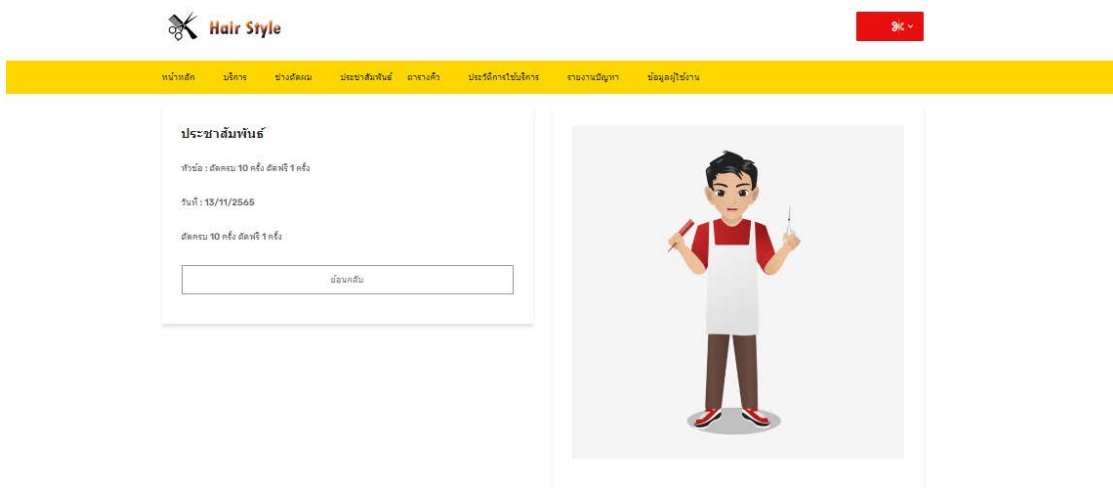 Hair Style
หน้าหลัก บริการ ช่างตัดผม ประชาสัมพันธ์ ตารางคิว ประวัติการใช้บริการ รายงานปัญหา ข้อมูลผู้ใช้งาน
ประชาสัมพันธ์
หัวข้อ : ตัดครบ 10 ครั้ง ตัดฟรี 1 ครั้ง
วันที่ : 13/11/2565
ตัดครบ 10 ครั้ง ตัดฟรี 1 ครั้ง
ย้อนกลับ